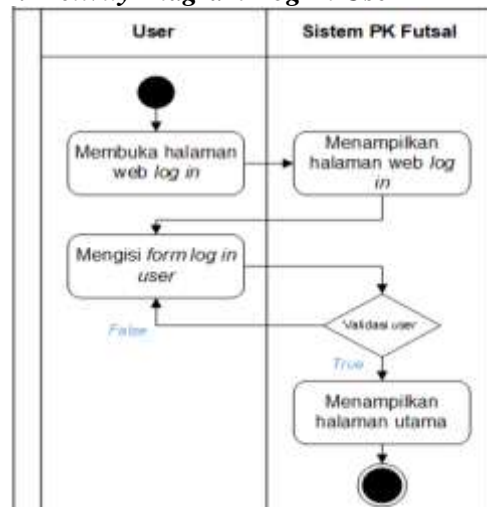 User
Sistem PK Futsal
Membuka halaman
web log in
Menampilkan
halaman web log
in
Mengisi form log in
user
Validasi user
False
True
Menampilkan
halaman utama